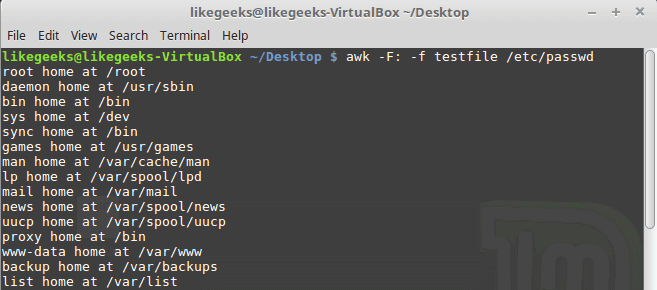 likegeeks@likegeeks-VirtualBox ~/Desktop
File Edit View Search Terminal Help
likegeeks@likegeeks-VirtualBox ~/Desktop $ awk -F: -f testfile /etc/passwd
root home at /root
daemon home at /usr/sbin
bin home at /bin
sys home at /dev
sync home at /bin
games home at /usr/games
man home at /var/cache/man
lp home at /var/spool/lpd
mail home at /var/mail
news home at /var/spool/news
uucp home at /var/spool/uucp
proxy home at /bin
www-data home at /var/www
backup home at /var/backups
list home at /var/list